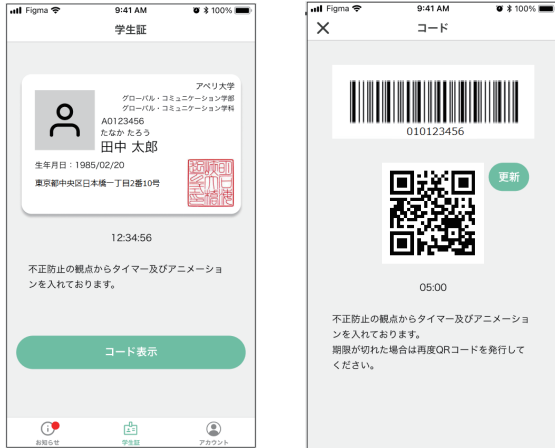 Figma
9:41 AM
100%
学生証
アペリ大学
グローバル・コミュニケーション学部
グローバル・コミュニケーション学科
A0123456
たなか たろう
田中 太郎
生年月日：1985/02/20
東京都中央区日本橋一丁目2番10号
12:34:56
不正防止の観点からタイマー及びアニメーショ
ンを入れております。
コード表示
お知らせ
学生証
アカウント
Figma
9:41 AM
100%
コード
010123456
更新
05:00
不正防止の観点からタイマー及びアニメーショ
ンを入れております。
期限が切れた場合は再度QRコードを発行して
ください。